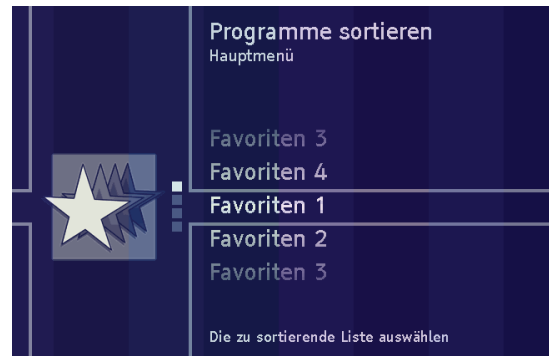 Programme sortieren
Hauptmenü
Favoriten 3
Favoriten 4
Favoriten 1
Favoriten 2
Favoriten 3
Die zu sortierende Liste auswählen